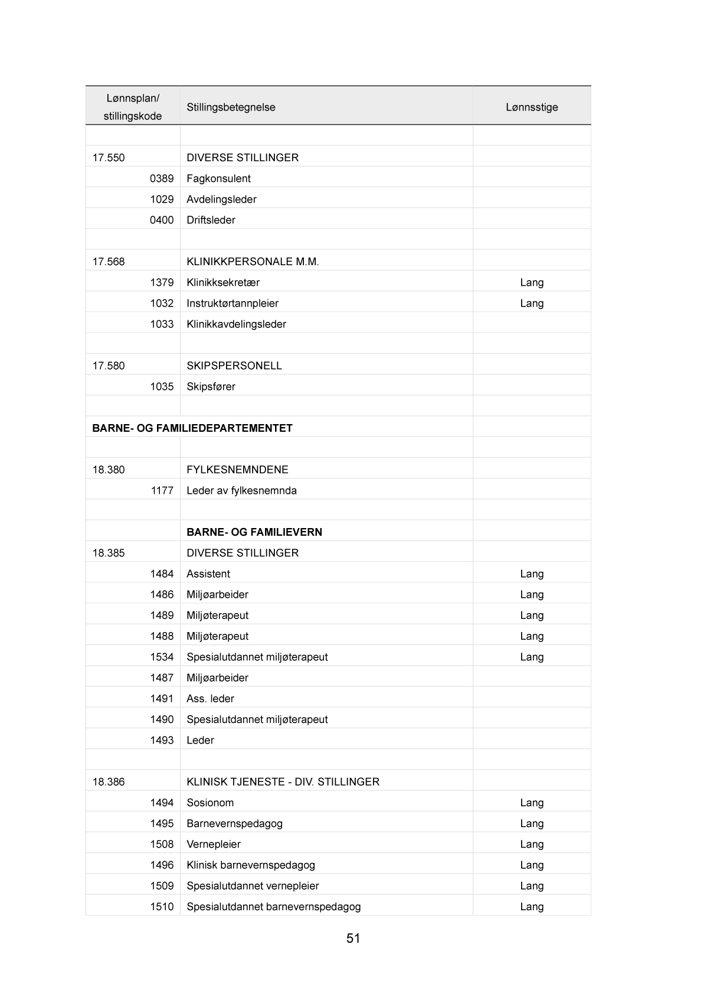 Lønnsplan/
stillingskode Stillingsbetegnelse Lønnsstige
17.550 DIVERSE STILLINGER
0389 Fagkonsulent
1029 Avdelingsleder
0400 Driftsleder
17.568 KLINIKKPERSONALE M.M.
1379 Klinikksekretær Lang
1032 Instruktørtannpleier Lang
1033 Klinikkavdelingsleder
17.580 SKIPSPERSONELL
1035 Skipsfører
BARNE- OG FAMILIEDEPARTEMENTET
18.380 FYLKESNEMNDENE
1177 Leder av fylkesnemnda
BARNE- OG FAMILIEVERN
18.385 DIVERSE STILLINGER
1484 Assistent Lang
1486 Miljøarbeider Lang
1489 Miljøterapeut Lang
1488 Miljøterapeut Lang
1534 Spesialutdannet miljøterapeut Lang
1487 Miljøarbeider
1491 Ass. leder
1490 Spesialutdannet miljøterapeut
1493 Leder
18.386 KLINISK TJENESTE - DIV. STILLINGER
1494 Sosionom Lang
1495 Barnevernspedagog Lang
1508 Vernepleier Lang
1496 Klinisk barnevernspedagog Lang
1509 Spesialutdannet vernepleier Lang
1510 Spesialutdannet barnevernspedagog Lang
51